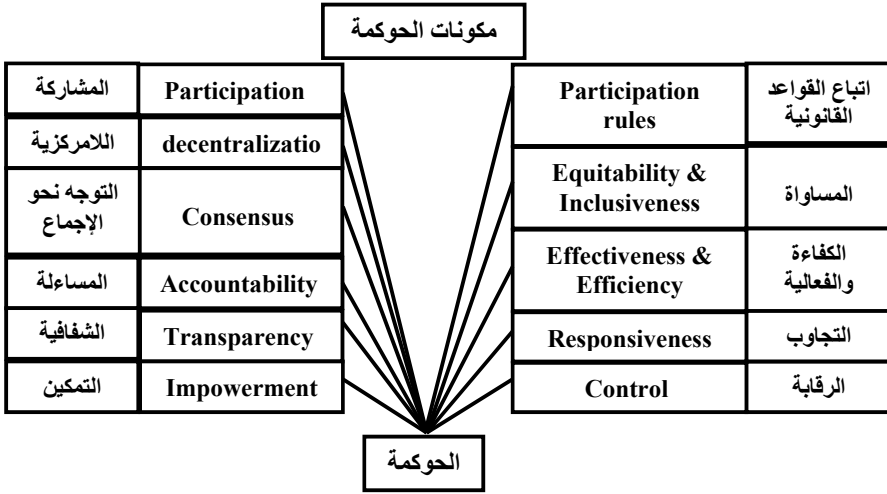 مكونات الحوكمة
اتباع القواعد
القانونية
Participation
rules
المساواة
Equitability &
Inclusiveness
الكفاءة
والفعالية
Effectiveness &
Efficiency
التجاوب
Responsiveness
الرقابة
Control
Participation
المشاركة
decentralizatio
اللامركزية
Consensus
التوجه نحو
الإجماع
Accountability
المساءلة
Transparency
الشفافية
Impowerment
التمكين
الحوكمة